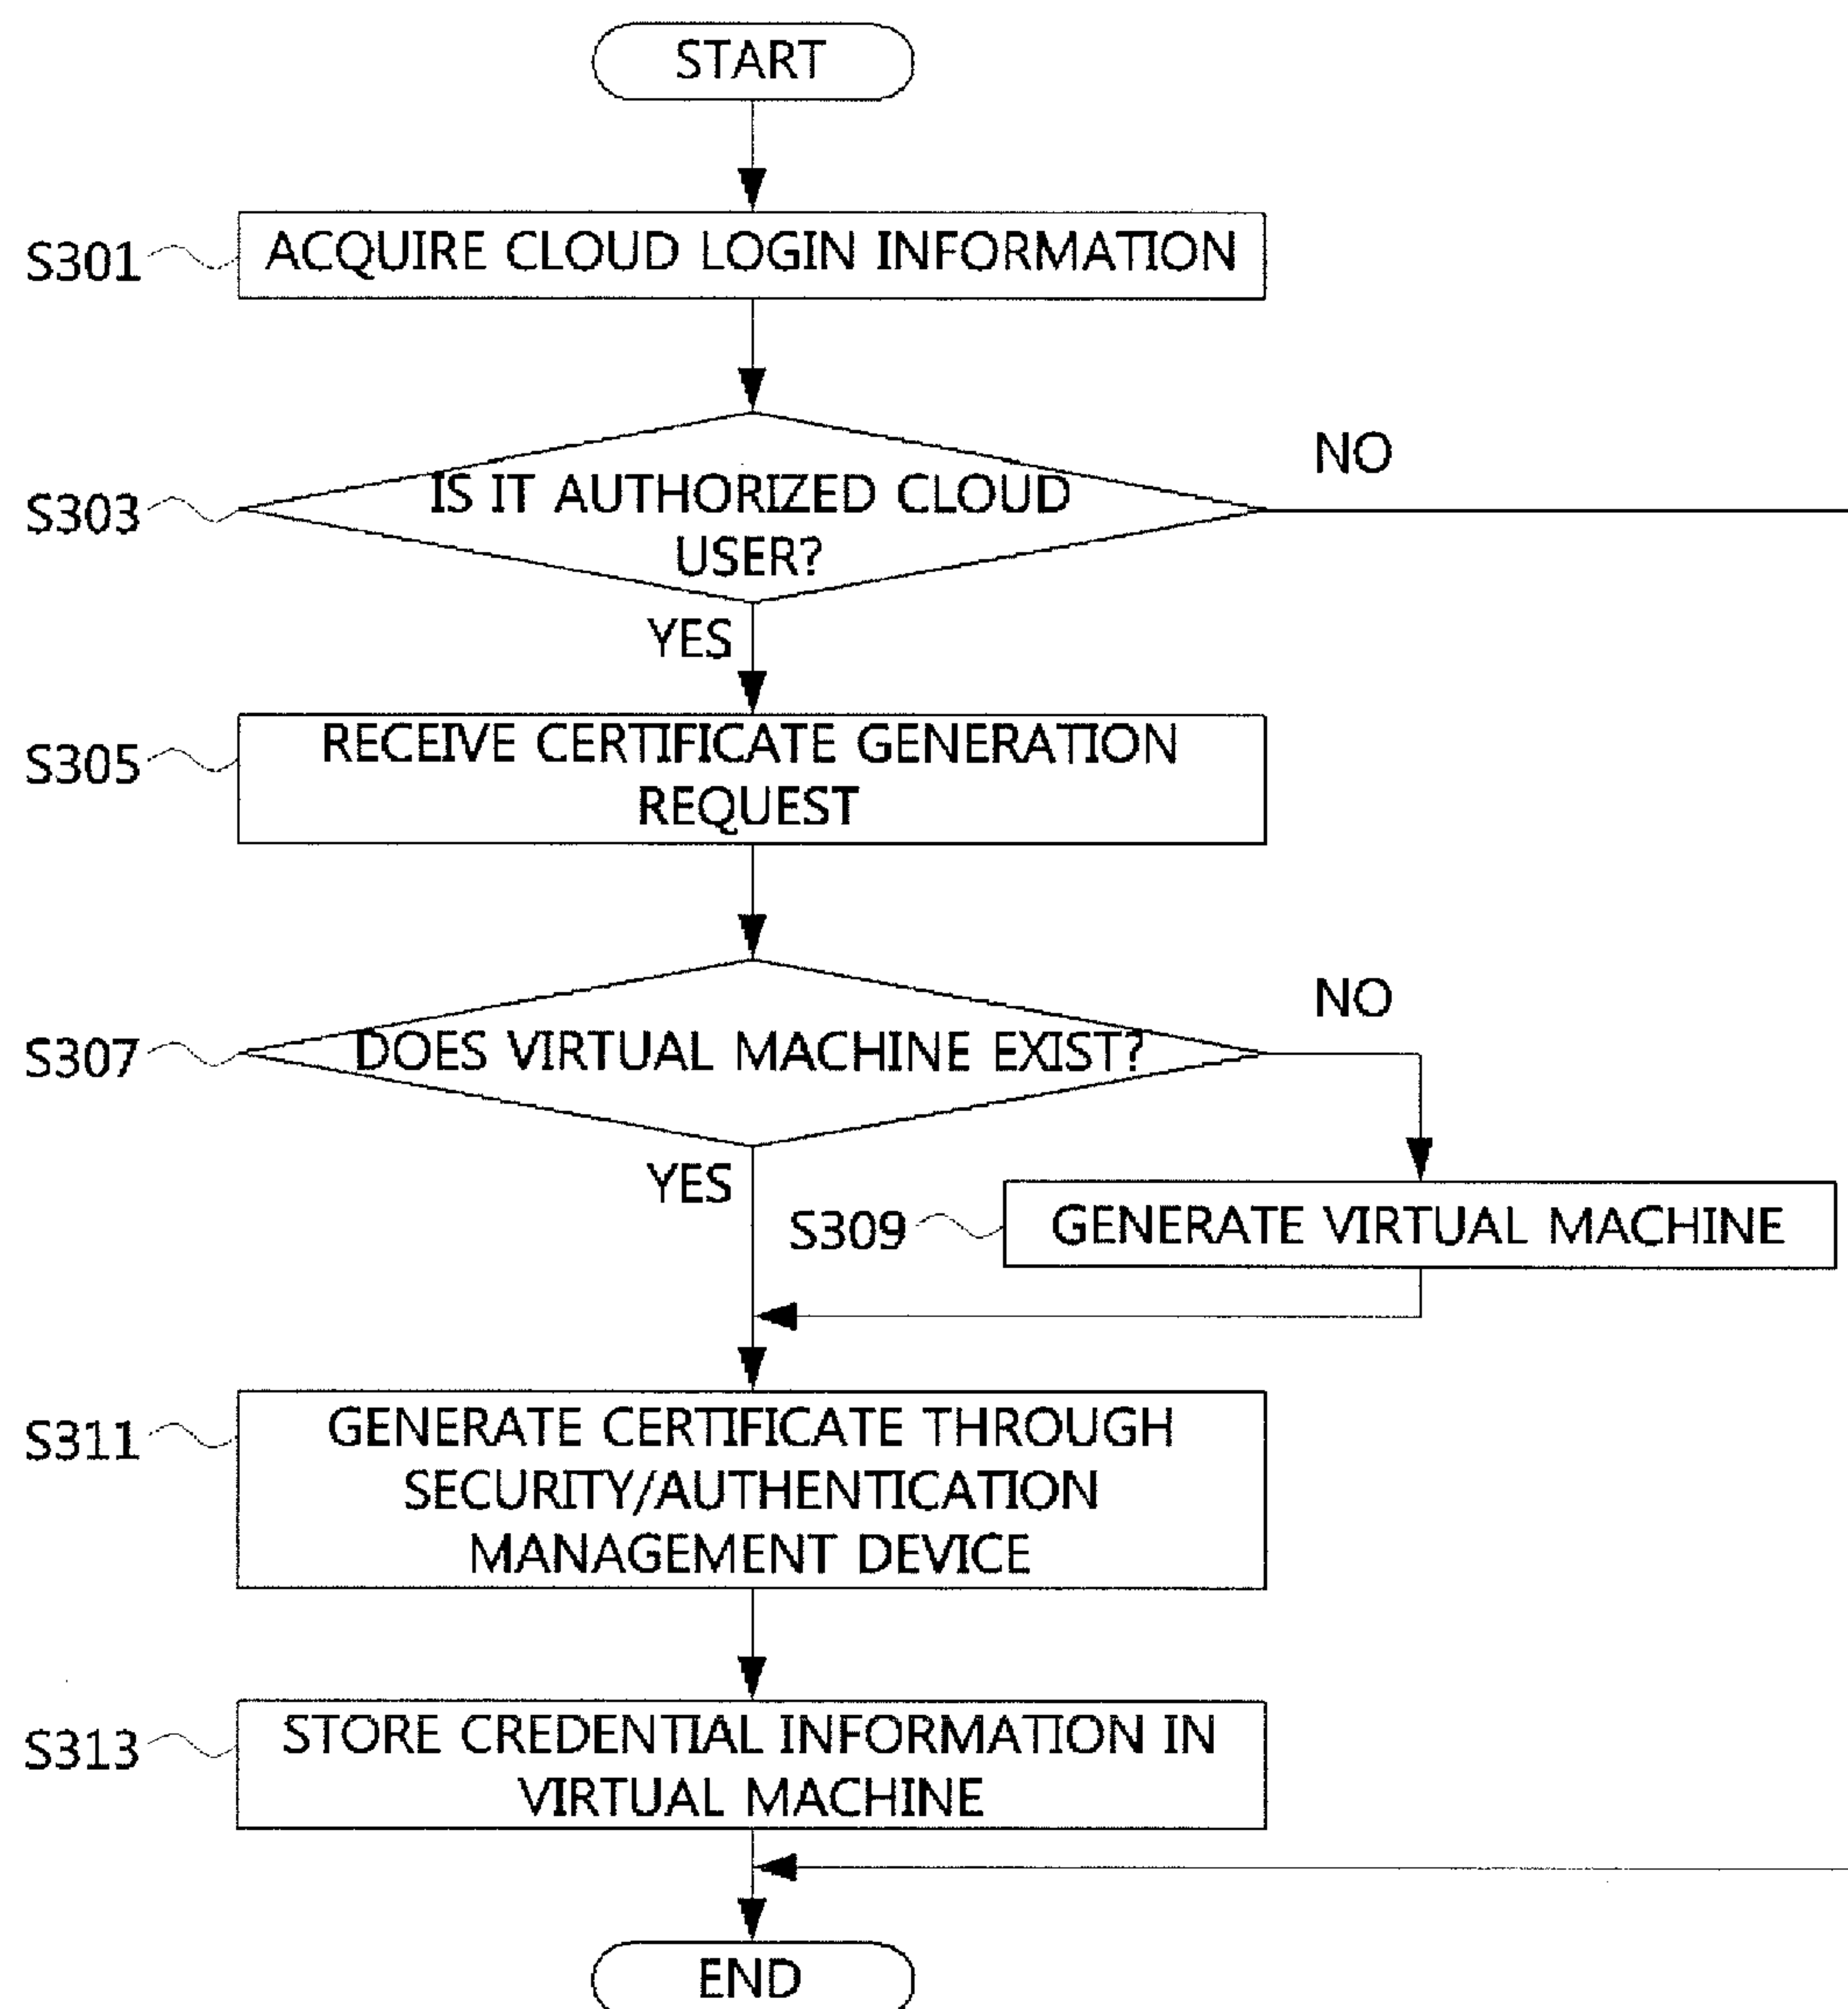 START
S301
ACQUIRE CLOUD LOGIN INFORMATION
NO
S303
IS IT AUTHORIZED CLOUD
USER?
YES
S305
RECEIVE CERTIFICATE GENERATION
REQUEST
NO
S307
DOES VIRTUAL MACHINE EXIST?
YES
S309
GENERATE VIRTUAL MACHINE
S311
GENERATE CERTIFICATE THROUGH
SECURITY/AUTHENTICATION
MANAGEMENT DEVICE
S313
STORE CREDENTIAL INFORMATION IN
VIRTUAL MACHINE
END